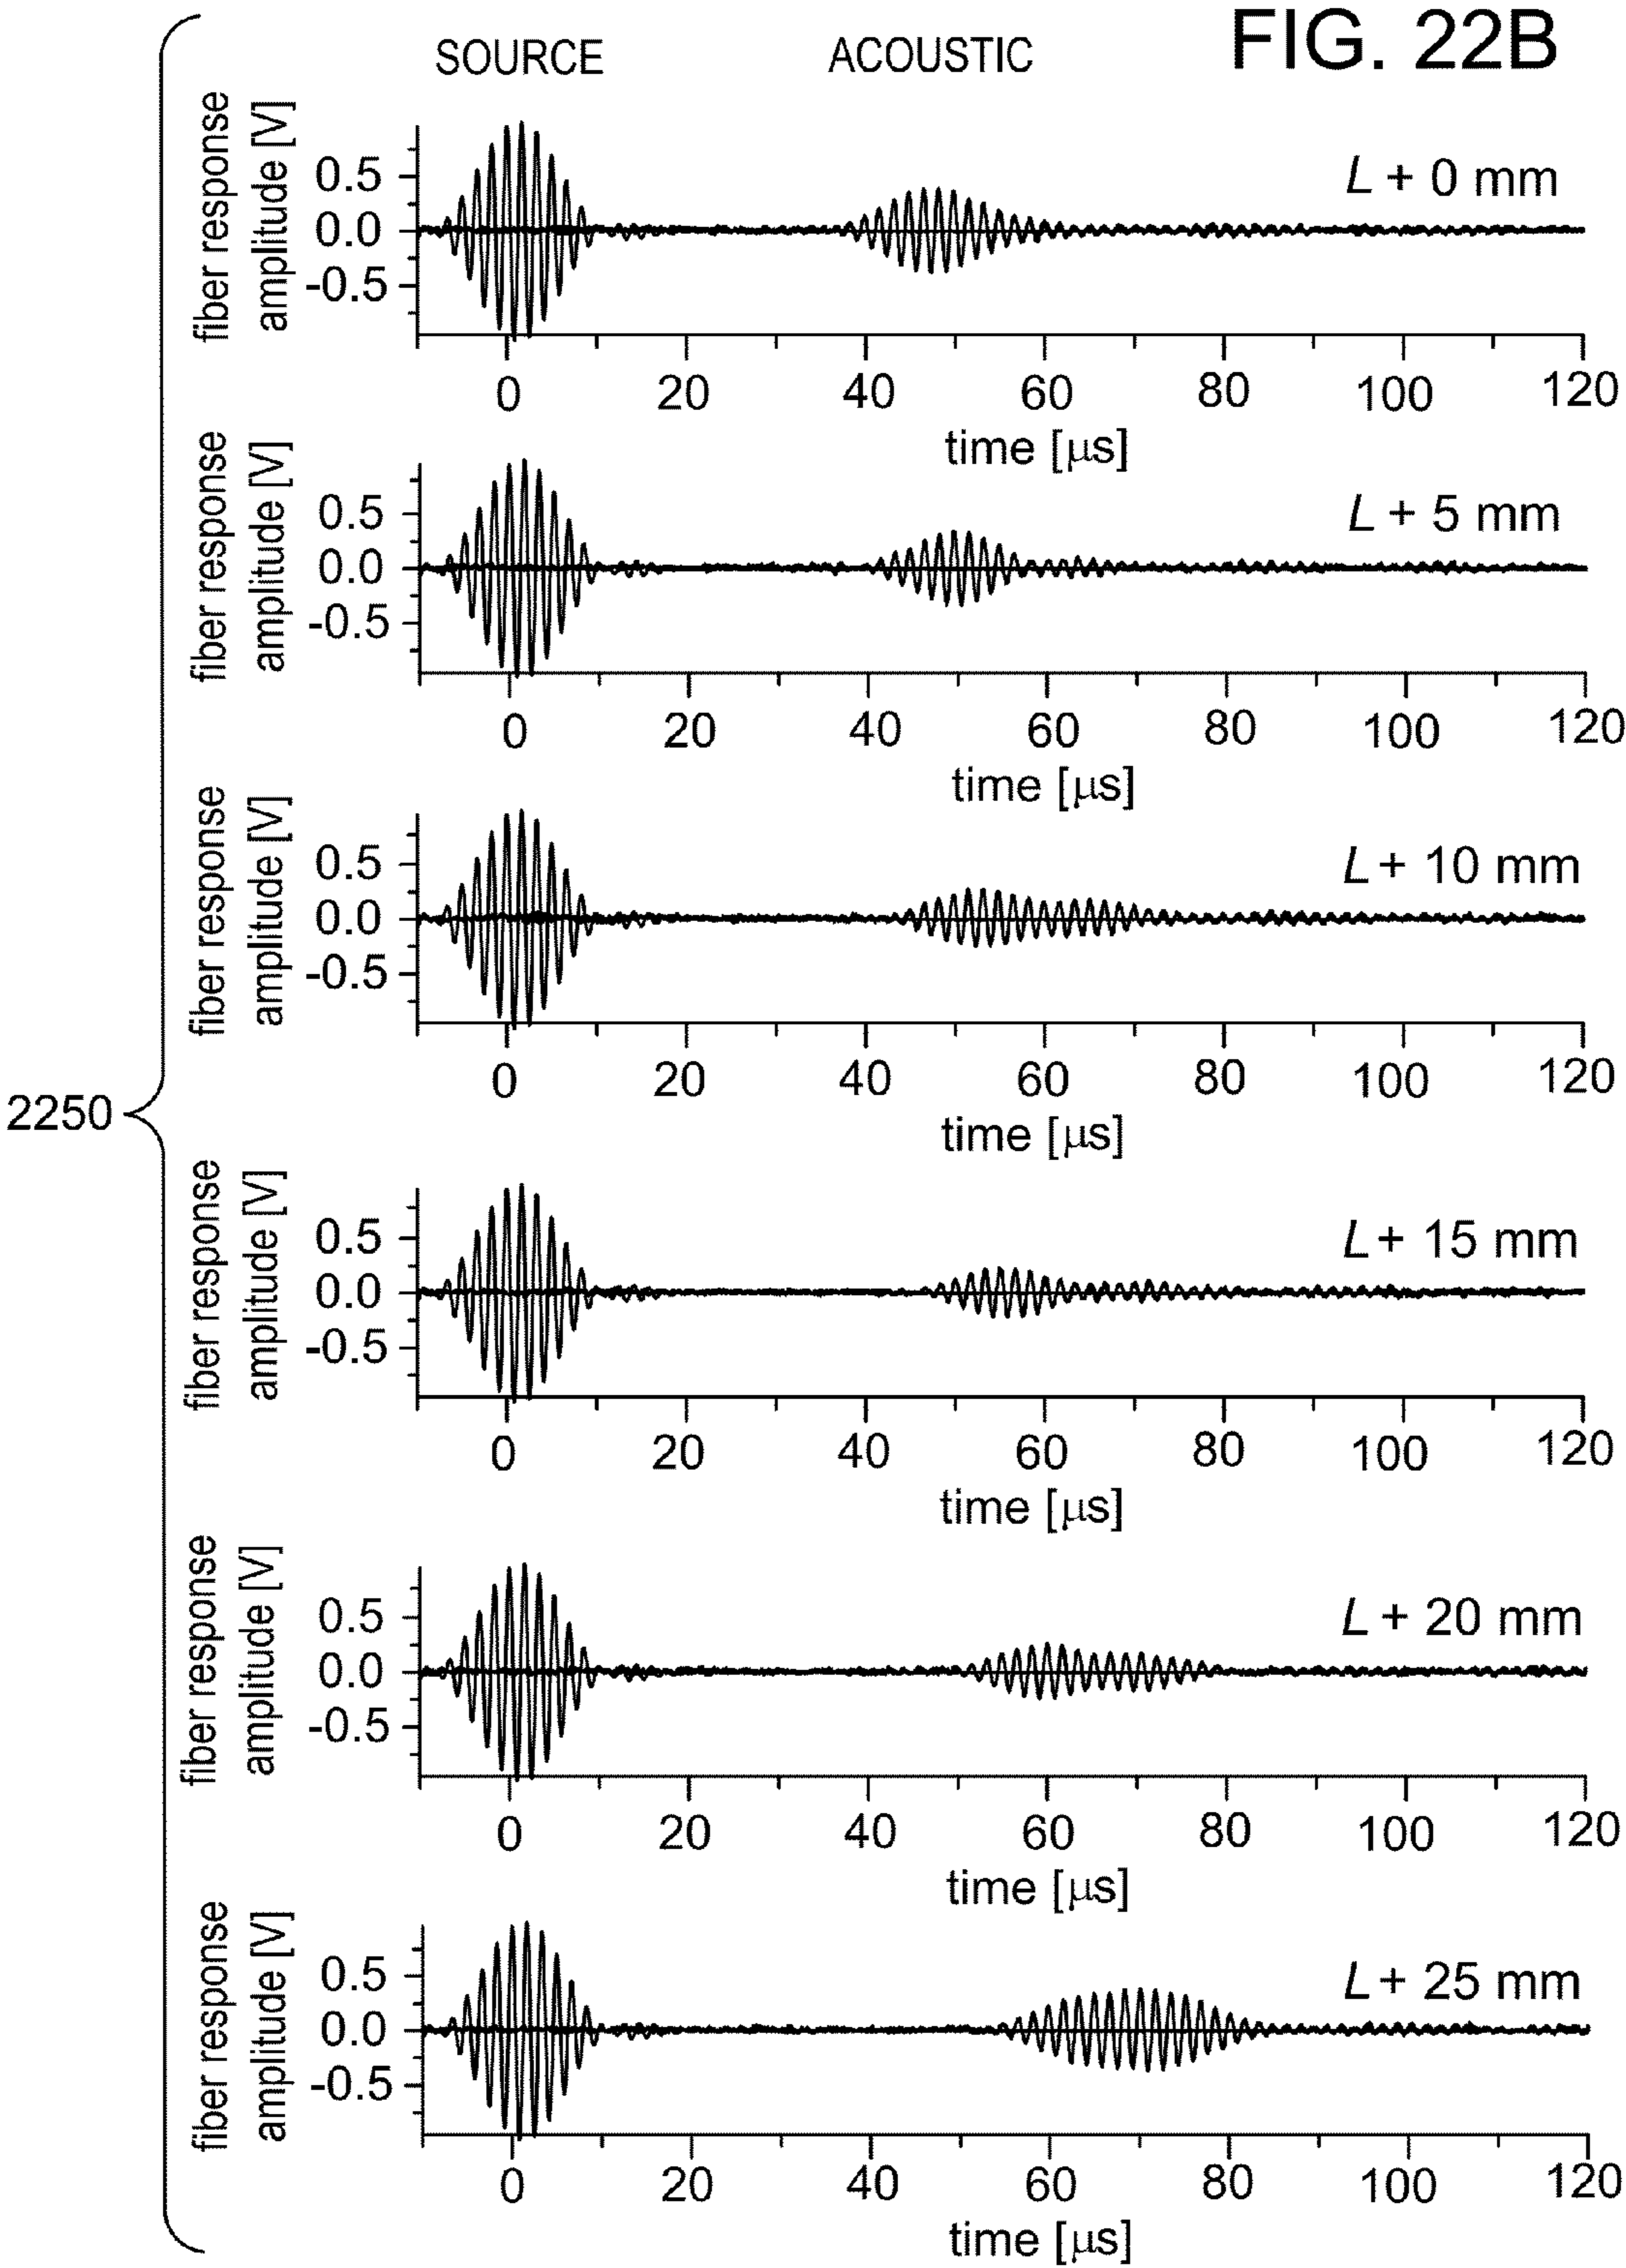 FIG. 22B
SOURCE ACOUSTIC
fiber response
amplitude [V]
0.5
0.0
-0.5
L + 0 mm
0 20 40 60 80 100 120
time [μs]
fiber response
amplitude [V]
0.5
0.0
-0.5
L + 5 mm
0 20 40 60 80 100 120
time [μs]
fiber response
amplitude [V]
0.5
0.0
-0.5
L + 10 mm
0 20 40 60 80 100 120
time [μs]
2250
fiber response
amplitude [V]
0.5
0.0
-0.5
L + 15 mm
0 20 40 60 80 100 120
time [μs]
fiber response
amplitude [V]
0.5
0.0
-0.5
L + 20 mm
0 20 40 60 80 100 120
time [μs]
fiber response
amplitude [V]
0.5
0.0
-0.5
L + 25 mm
0 20 40 60 80 100 120
time [μs]